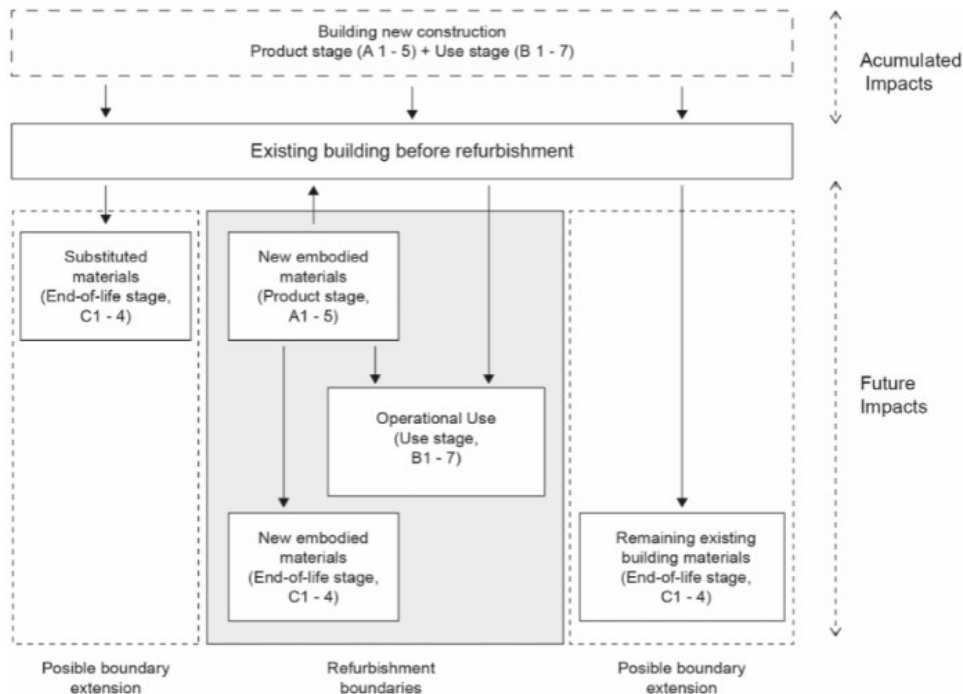 Building new construction
Product stage (A 1 - 5) + Use stage (B 1 - 7)
Acumulated
Impacts
Existing building before refurbishment
Substituted
materials
(End-of-life stage,
C1 - 4)
New embodied
materials
(Product stage,
A1 - 5)
Operational Use
(Use stage,
B1 - 7)
Future
Impacts
New embodied
materials
(End-of-life stage,
C1 - 4)
Remaining existing
building materials
(End-of-life stage,
C1 - 4)
Posible boundary
extension
Refurbishment
boundaries
Posible boundary
extension